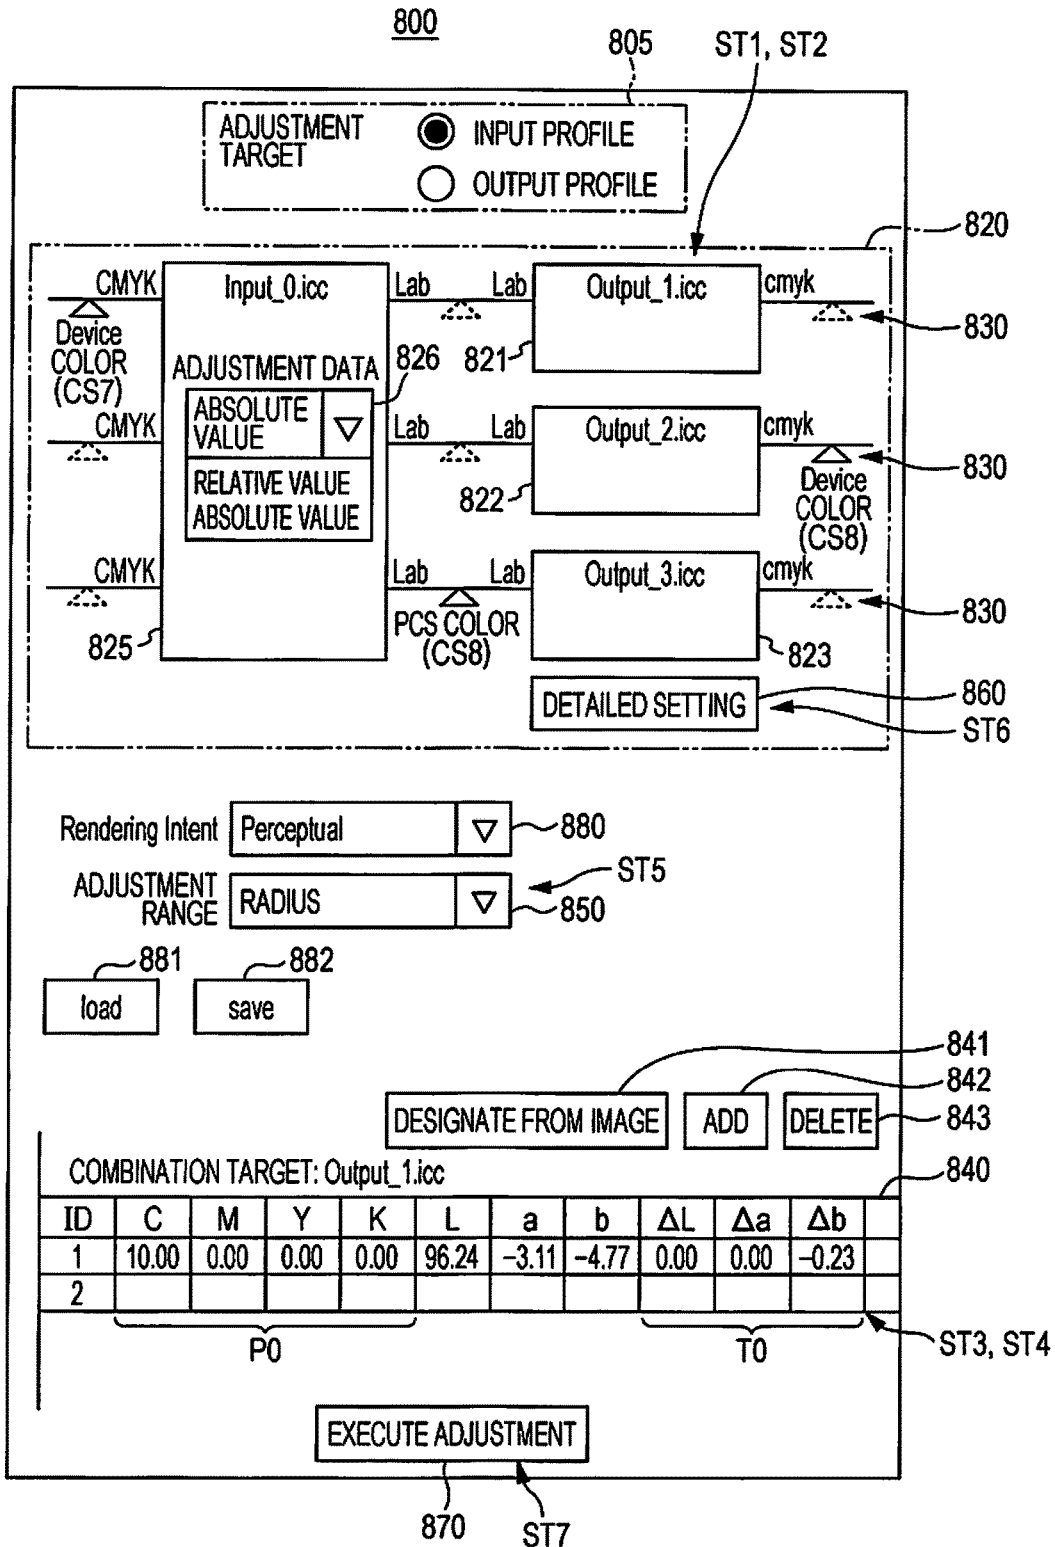 800
805
ST1, ST2
ADJUSTMENT TARGET
INPUT PROFILE
OUTPUT PROFILE
820
CMYK
Input_0.icc
Lab
Lab
Output_1.icc
cmyk
830
Device
COLOR
(CS7)
821
ADJUSTMENT DATA
826
ABSOLUTE
VALUE
CMYK
Lab
Lab
Output_2.icc
cmyk
830
RELATIVE VALUE
ABSOLUTE VALUE
822
Device
COLOR
(CS8)
CMYK
Lab
Lab
Output_3.icc
cmyk
830
825
PCS COLOR
(CS8)
823
DETAILED SETTING
860
ST6
Rendering Intent
Perceptual
880
ADJUSTMENT
RANGE
RADIUS
ST5
850
881
882
load
save
841
842
843
DESIGNATE FROM IMAGE
ADD
DELETE
COMBINATION TARGET: Output_1.icc
840
ID C M Y K L a b ΔL Δa Δb
1 10.00 0.00 0.00 0.00 96.24 −3.11 −4.77 0.00 0.00 −0.23
2
P0
T0
ST3, ST4
EXECUTE ADJUSTMENT
870
ST7